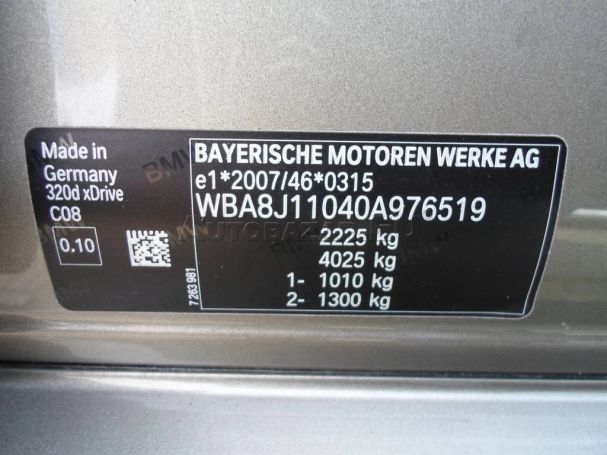 Made in
Germany
320d xDrive
C08
0.10
7 263 981
BAYERISCHE MOTOREN WERKE AG
e1*2007/46*0315
WBA8J11040A976519
2225 kg
4025 kg
1- 1010 kg
2- 1300 kg
BMW